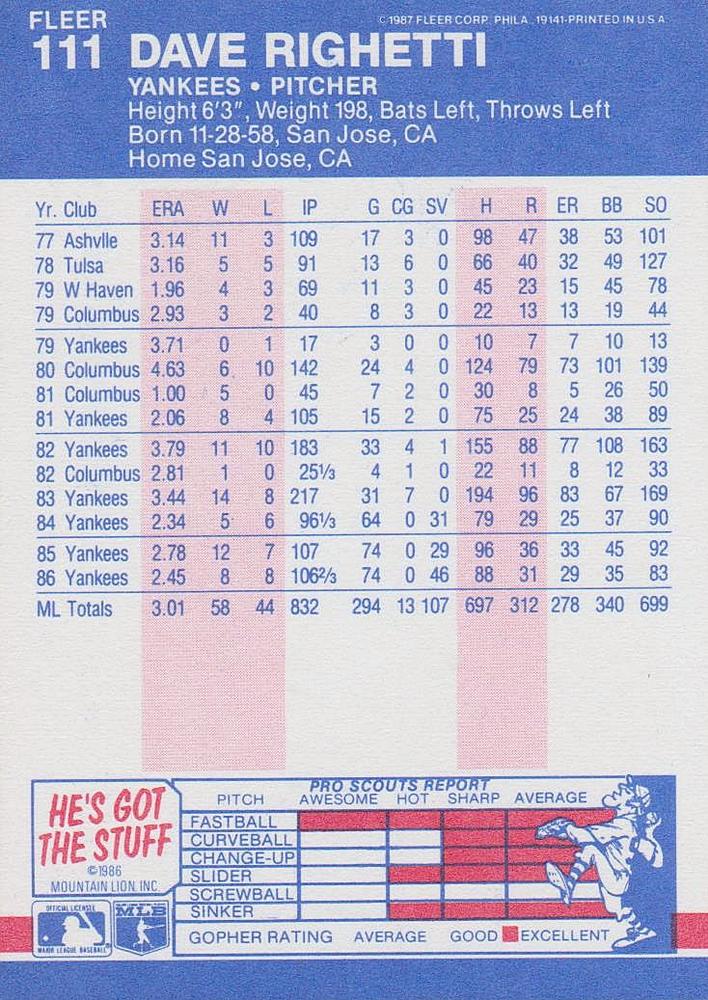 FLEER
© 1987 FLEER CORP. PHILA., 19141-PRINTED IN U.S.A.
111 DAVE RIGHETTI
YANKEES • PITCHER
Height 6'3", Weight 198, Bats Left, Throws Left
Born 11-28-58, San Jose, CA
Home San Jose, CA
Yr. Club ERA W L IP G CG SV H R ER BB SO
77 Ashvlle 3.14 11 3 109 17 3 0 98 47 38 53 101
78 Tulsa 3.16 5 5 91 13 6 0 66 40 32 49 127
79 W Haven 1.96 4 3 69 11 3 0 45 23 15 45 78
79 Columbus 2.93 3 2 40 8 3 0 22 13 13 19 44
79 Yankees 3.71 0 1 17 3 0 0 10 7 7 10 13
80 Columbus 4.63 6 10 142 24 4 0 124 79 73 101 139
81 Columbus 1.00 5 0 45 7 2 0 30 8 5 26 50
81 Yankees 2.06 8 4 105 15 2 0 75 25 24 38 89
82 Yankees 3.79 11 10 183 33 4 1 155 88 77 108 163
82 Columbus 2.81 1 0 25⅓ 4 1 0 22 11 8 12 33
83 Yankees 3.44 14 8 217 31 7 0 194 96 83 67 169
84 Yankees 2.34 5 6 96⅓ 64 0 31 79 29 25 37 90
85 Yankees 2.78 12 7 107 74 0 29 96 36 33 45 92
86 Yankees 2.45 8 8 106⅔ 74 0 46 88 31 29 35 83
ML Totals 3.01 58 44 832 294 13 107 697 312 278 340 699
HE'S GOT
THE STUFF
©1986
MOUNTAIN LION, INC.
PRO SCOUTS REPORT
PITCH AWESOME HOT SHARP AVERAGE
FASTBALL
CURVEBALL
CHANGE-UP
SLIDER
SCREWBALL
SINKER
GOPHER RATING AVERAGE GOOD EXCELLENT
OFFICIAL LICENSEE
MAJOR LEAGUE BASEBALL
MLB